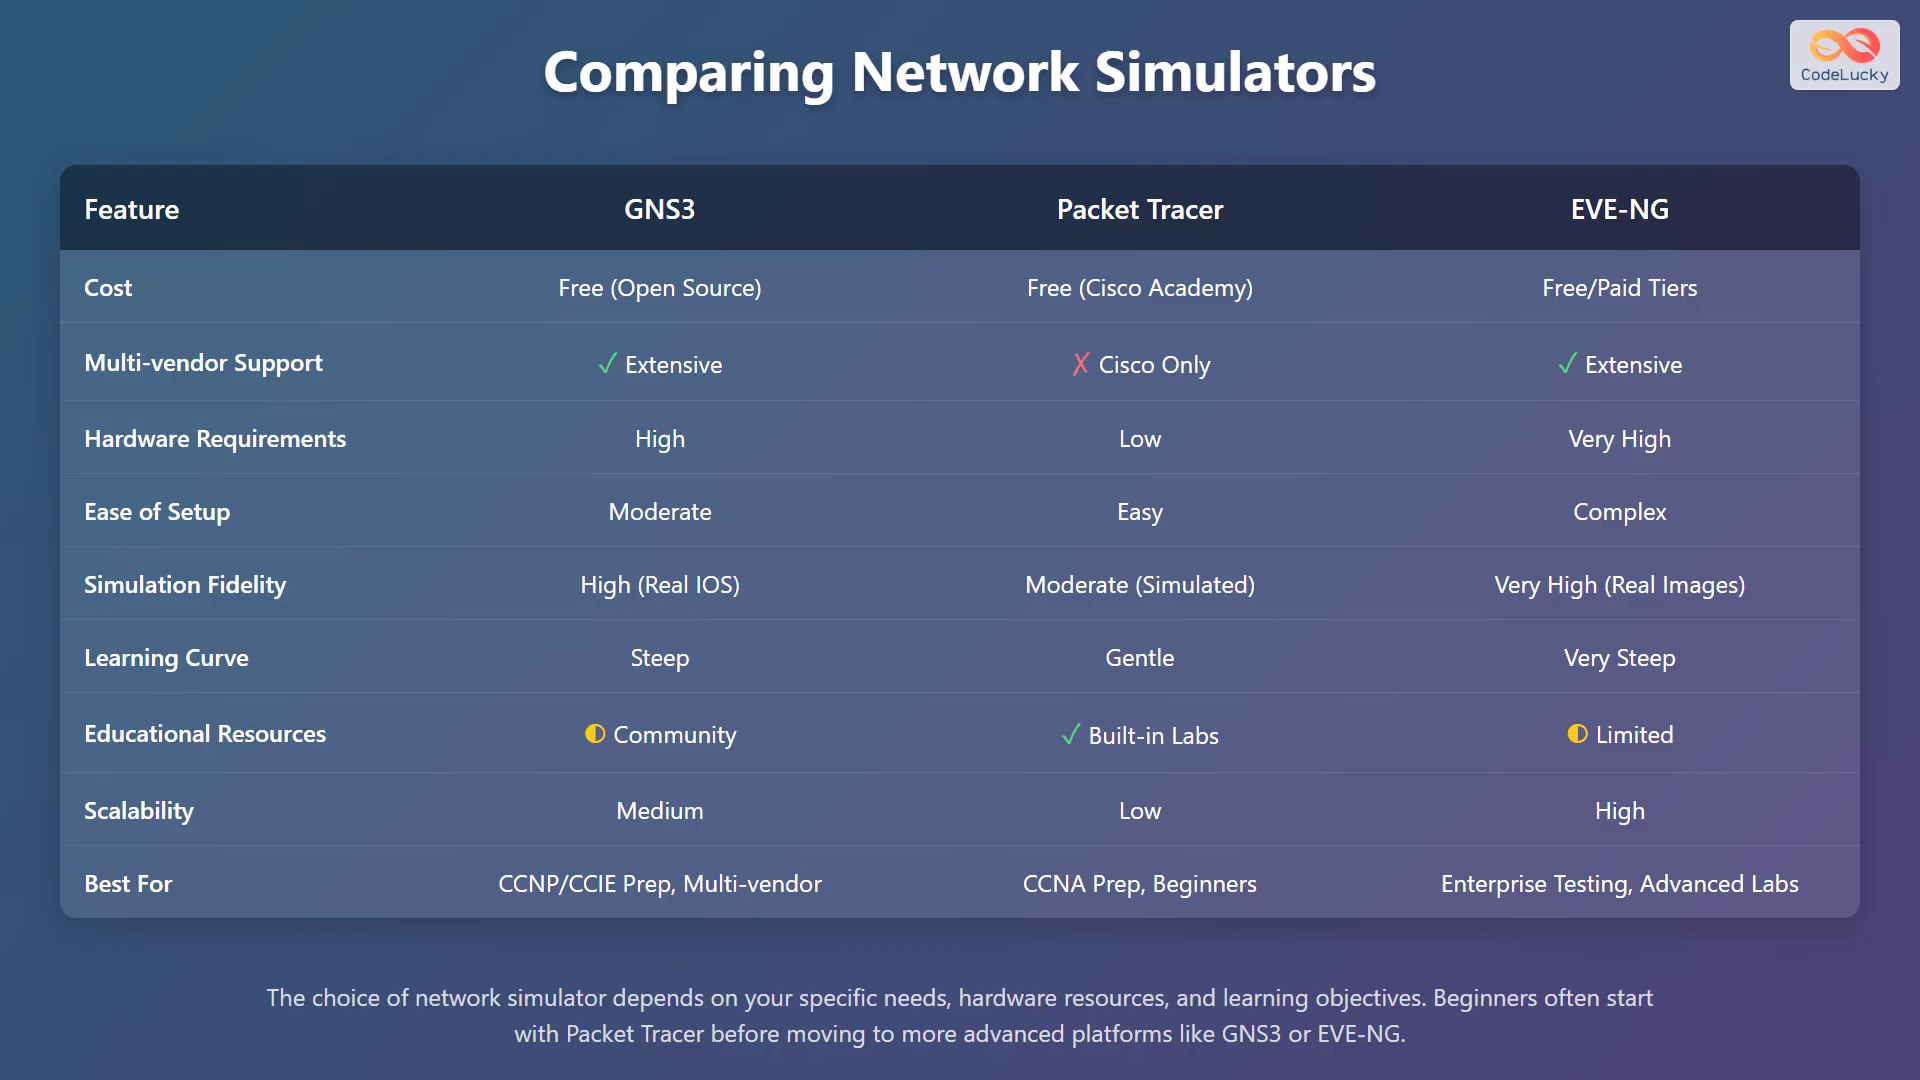 Comparing Network Simulators
CodeLucky
Feature GNS3 Packet Tracer EVE-NG
Cost Free (Open Source) Free (Cisco Academy) Free/Paid Tiers
Multi-vendor Support ✓ Extensive ✗ Cisco Only ✓ Extensive
Hardware Requirements High Low Very High
Ease of Setup Moderate Easy Complex
Simulation Fidelity High (Real IOS) Moderate (Simulated) Very High (Real Images)
Learning Curve Steep Gentle Very Steep
Educational Resources ◐ Community ✓ Built-in Labs ◐ Limited
Scalability Medium Low High
Best For CCNP/CCIE Prep, Multi-vendor CCNA Prep, Beginners Enterprise Testing, Advanced Labs
The choice of network simulator depends on your specific needs, hardware resources, and learning objectives. Beginners often start
with Packet Tracer before moving to more advanced platforms like GNS3 or EVE-NG.